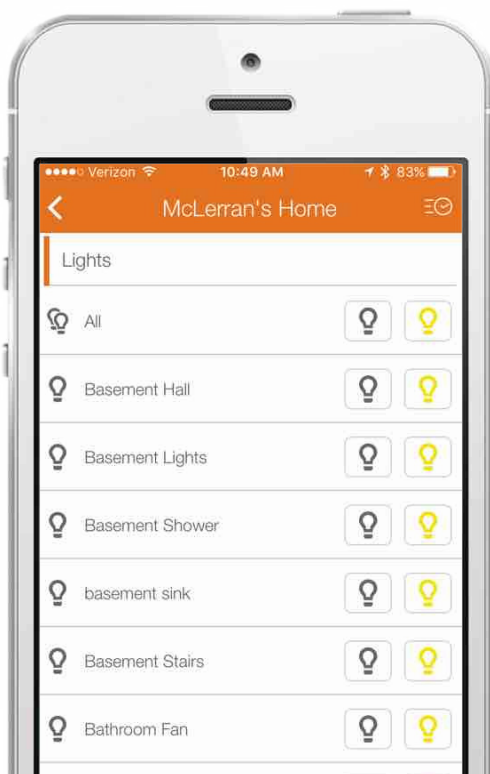 Verizon 10:49 AM 83%
McLerran's Home
Lights
All
Basement Hall
Basement Lights
Basement Shower
basement sink
Basement Stairs
Bathroom Fan